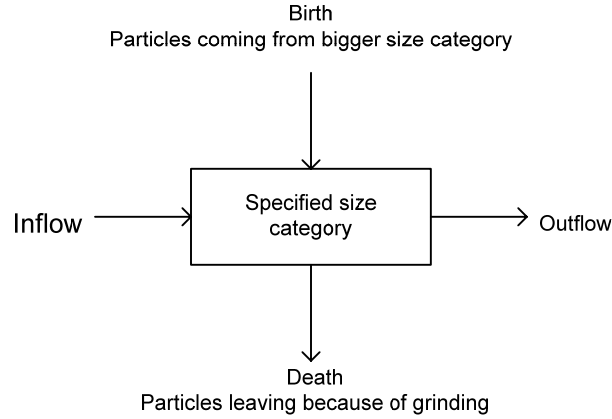 Birth
Particles coming from bigger size category
Specified size
category
Inflow
Outflow
Death
Particles leaving because of grinding